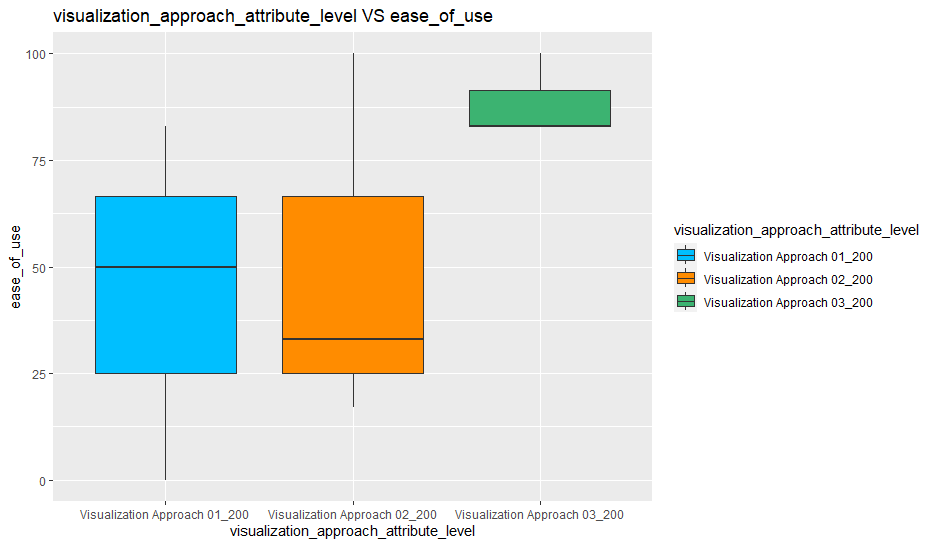 visualization_approach_attribute_level VS ease_of_use
ease_of_use
100
75
50
25
0
Visualization Approach 01_200 Visualization Approach 02_200 Visualization Approach 03_200
visualization_approach_attribute_level
visualization_approach_attribute_level
Visualization Approach 01_200
Visualization Approach 02_200
Visualization Approach 03_200